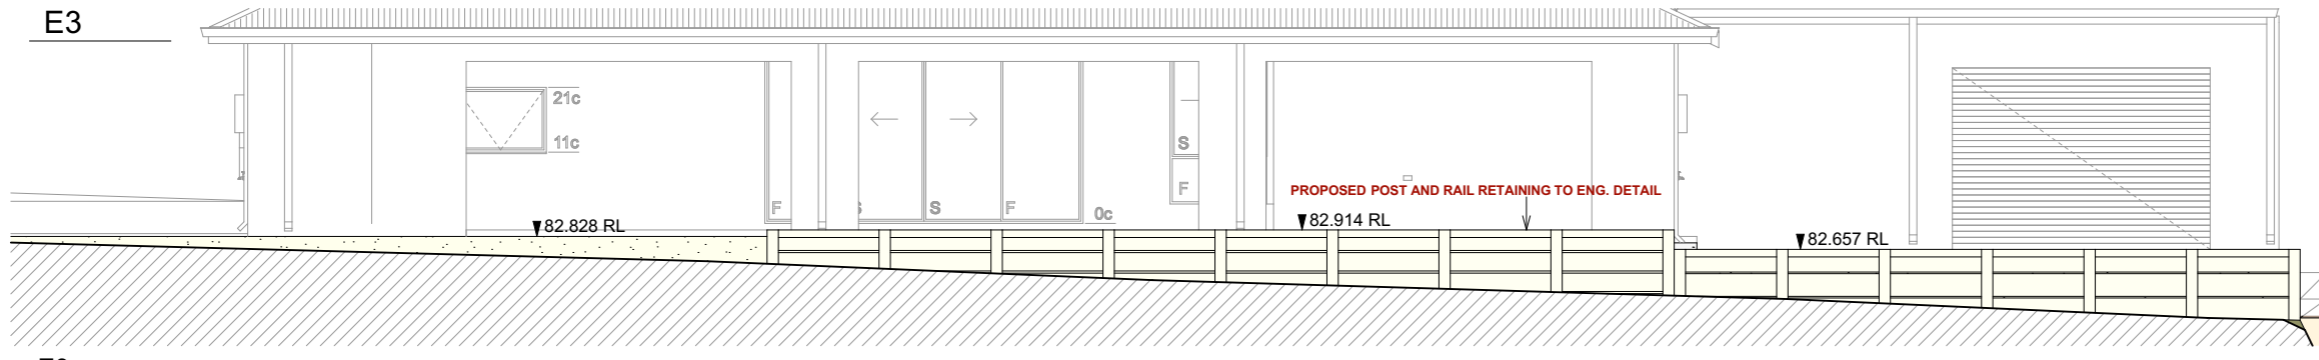 E3
21c
11c
S
F
PROPOSED POST AND RAIL RETAINING TO ENG. DETAIL
F
S
F
0c
82.828 RL
82.914 RL
82.657 RL